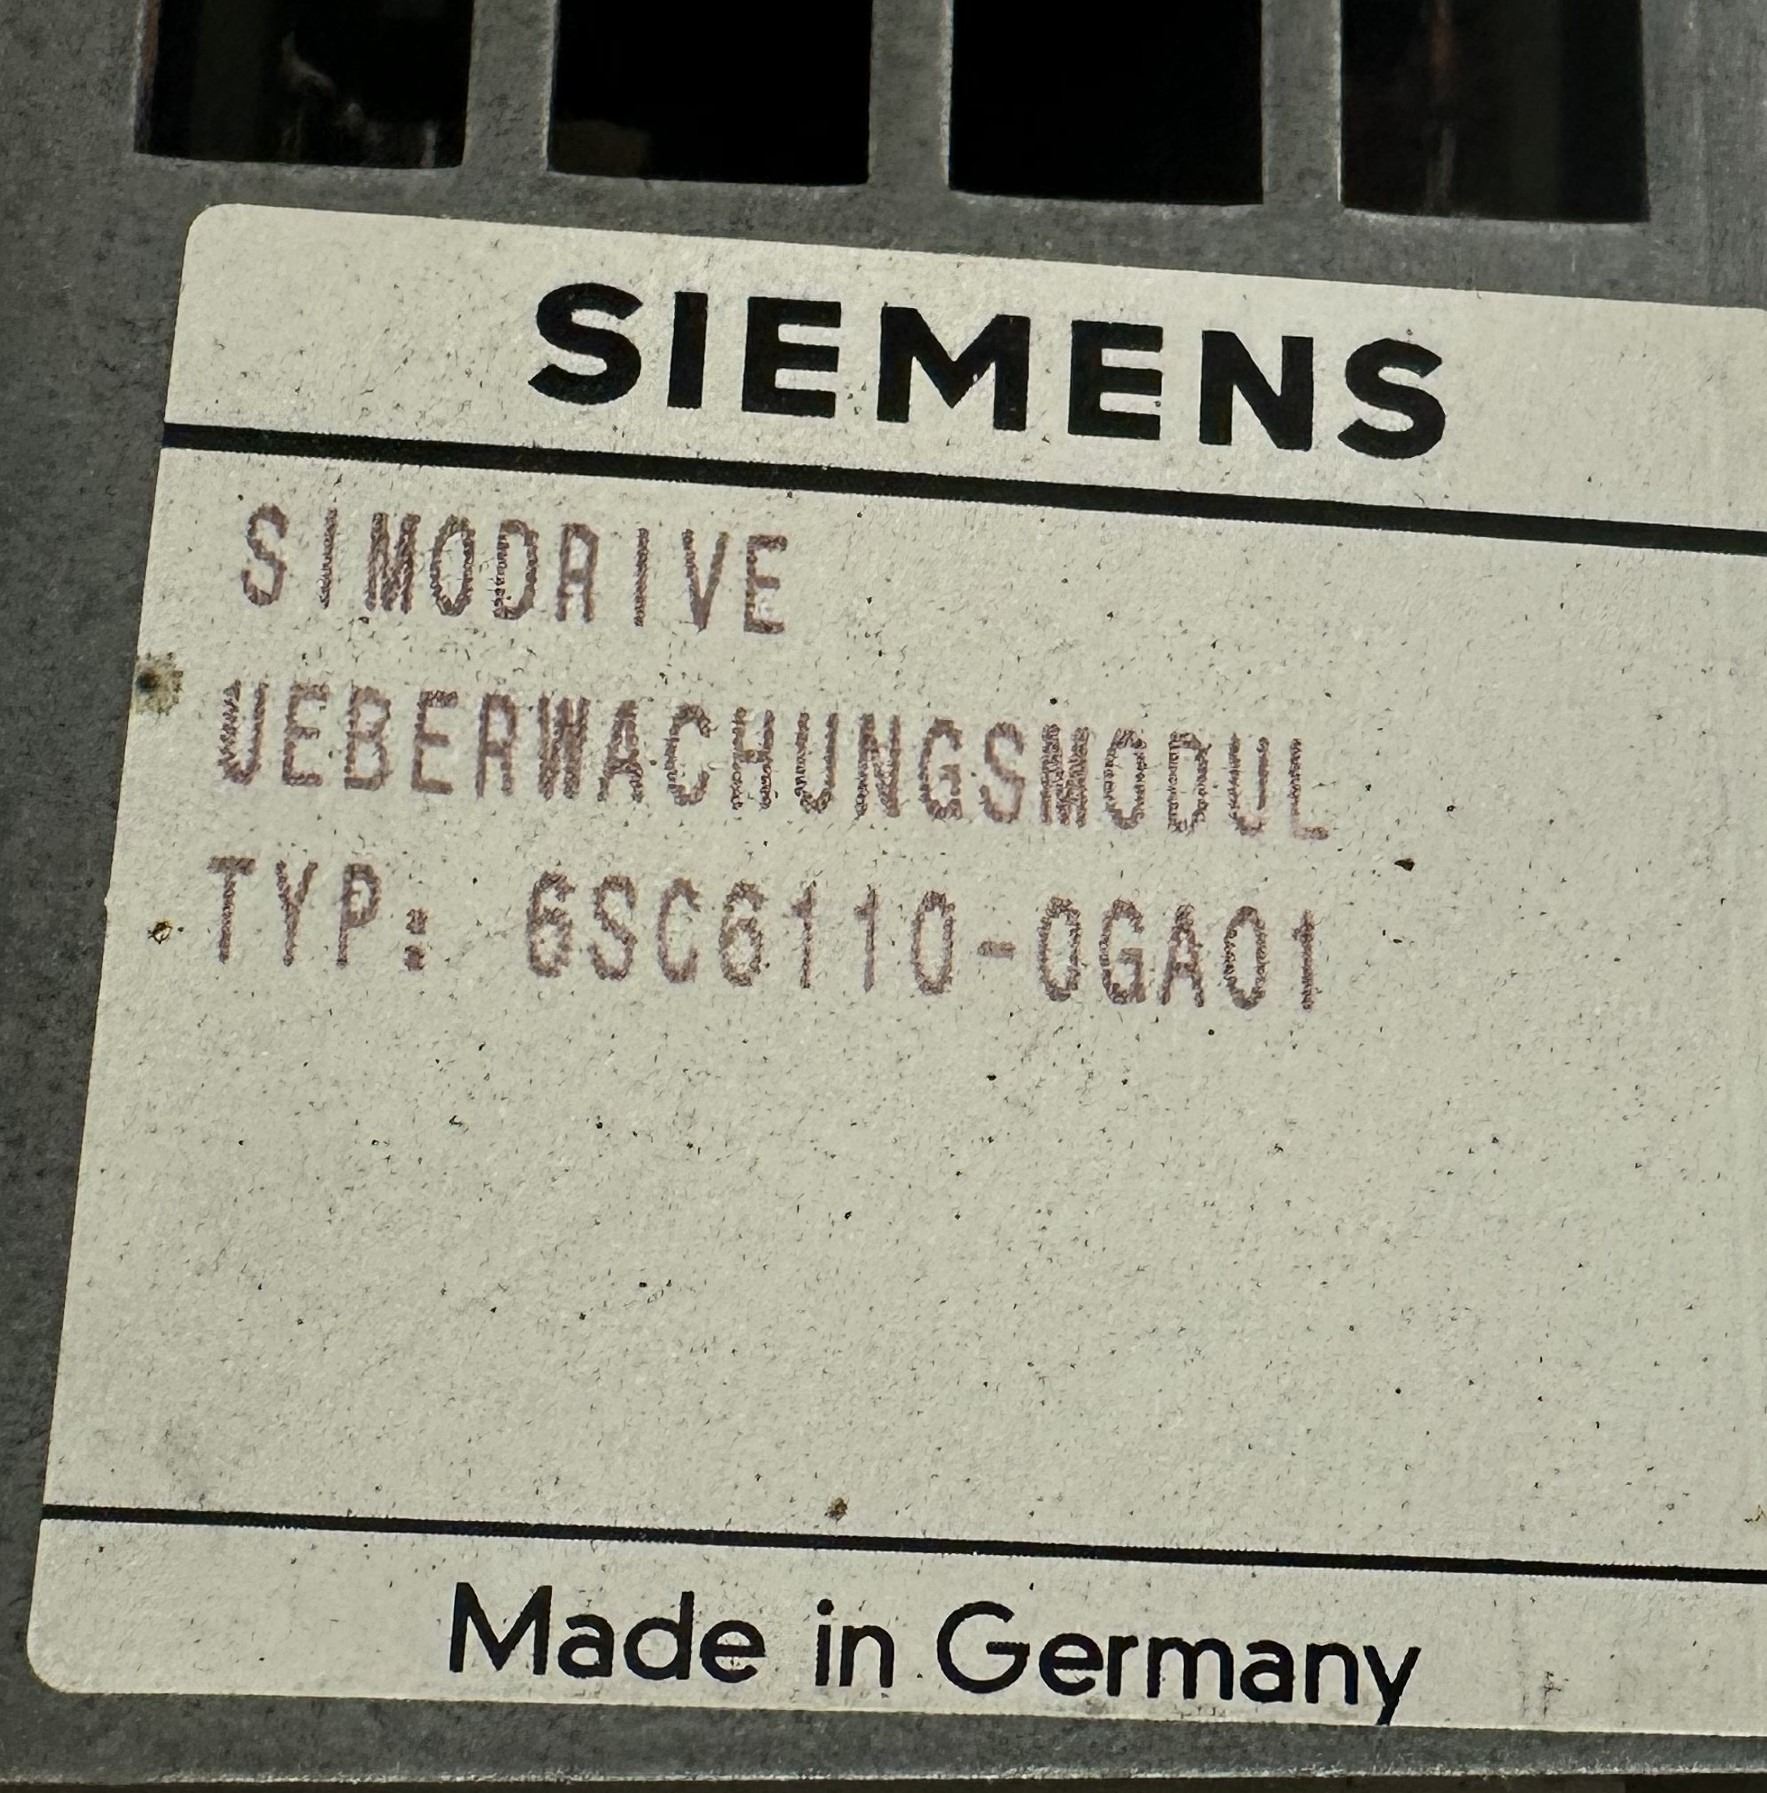 SIEMENS
SIMODRIVE
UEBERWACHUNGSMODUL
TYP: 6SC6110-0GA01
Made in Germany